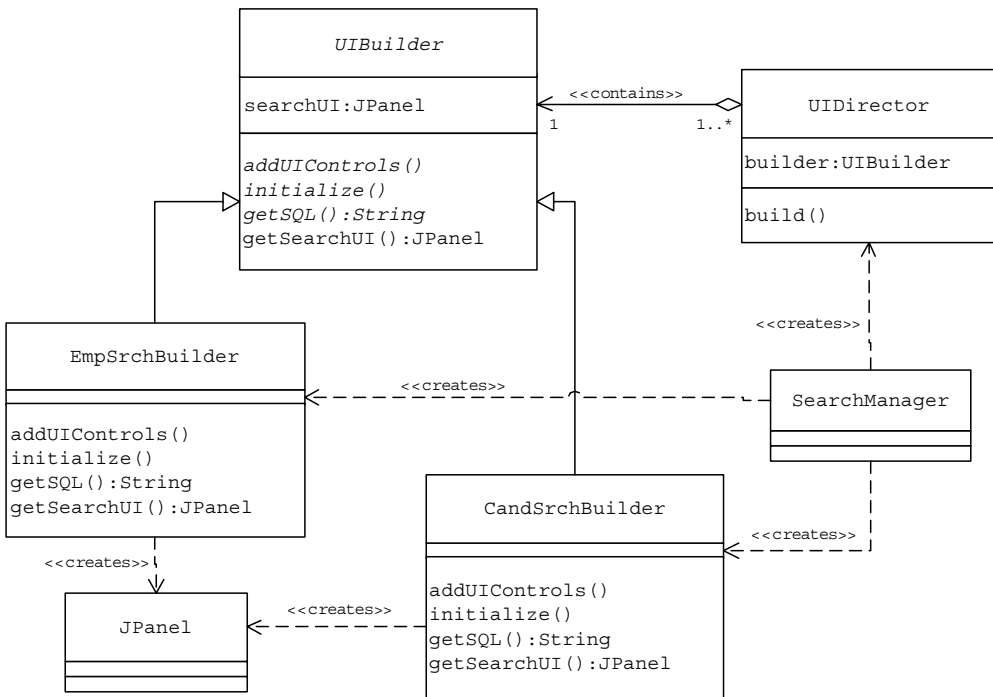 UIBuilder
searchUI:JPanel
addUIControls()
initialize()
getSQL():String
getSearchUI():JPanel
<<contains>>
1
1..*
UIDirector
builder:UIBuilder
build()
<<creates>>
EmpSrchBuilder
addUIControls()
initialize()
getSQL():String
getSearchUI():JPanel
<<creates>>
SearchManager
CandSrchBuilder
addUIControls()
initialize()
getSQL():String
getSearchUI():JPanel
<<creates>>
<<creates>>
<<creates>>
JPanel